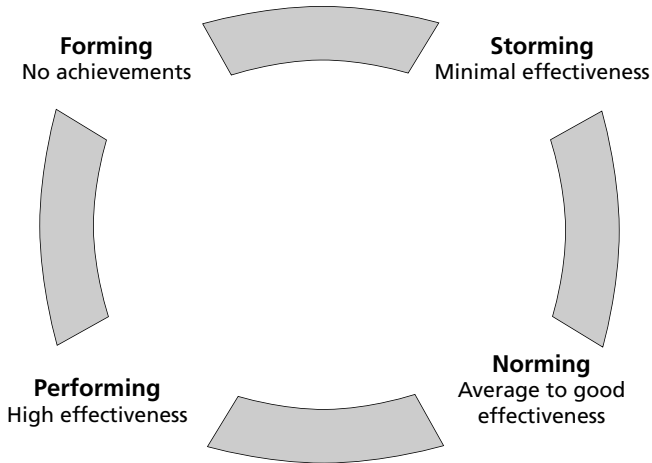 Forming
No achievements
Storming
Minimal effectiveness
Norming
Average to good
effectiveness
Performing
High effectiveness